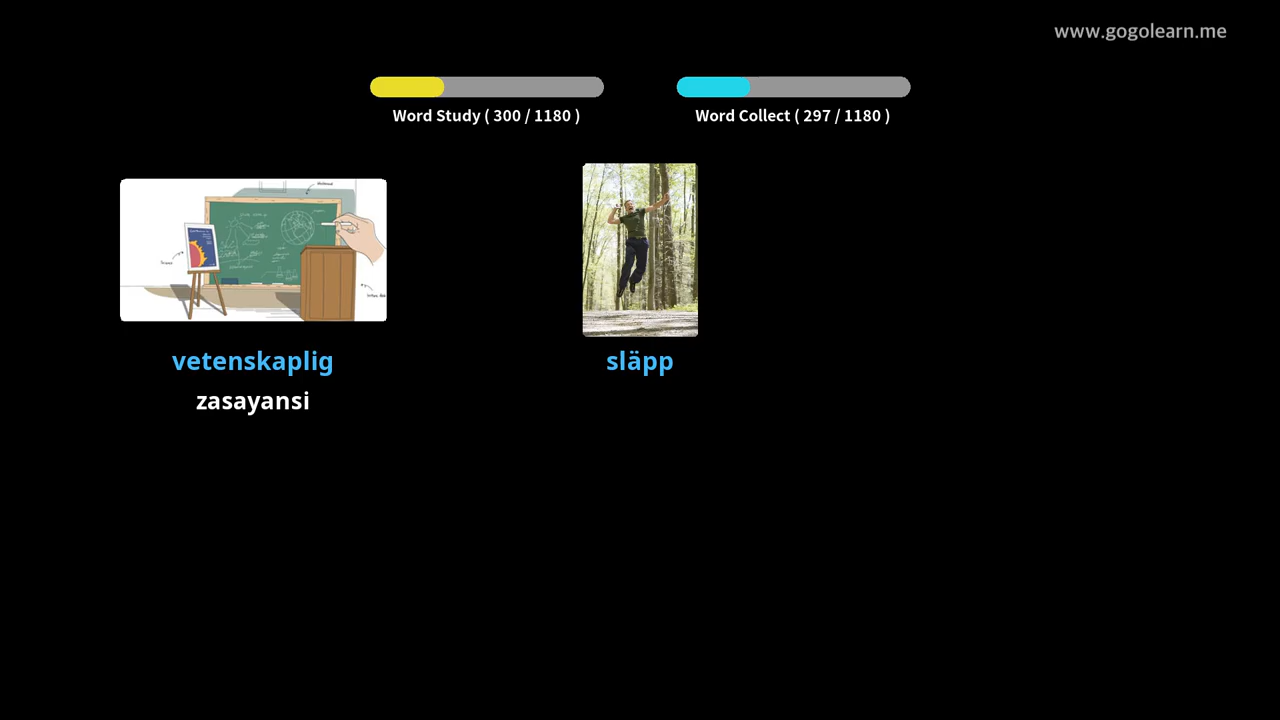 www.gogolearn.me
Word Study ( 300 / 1180 )
Word Collect ( 297 / 1180 )
vetenskaplig
släpp
zasayansi